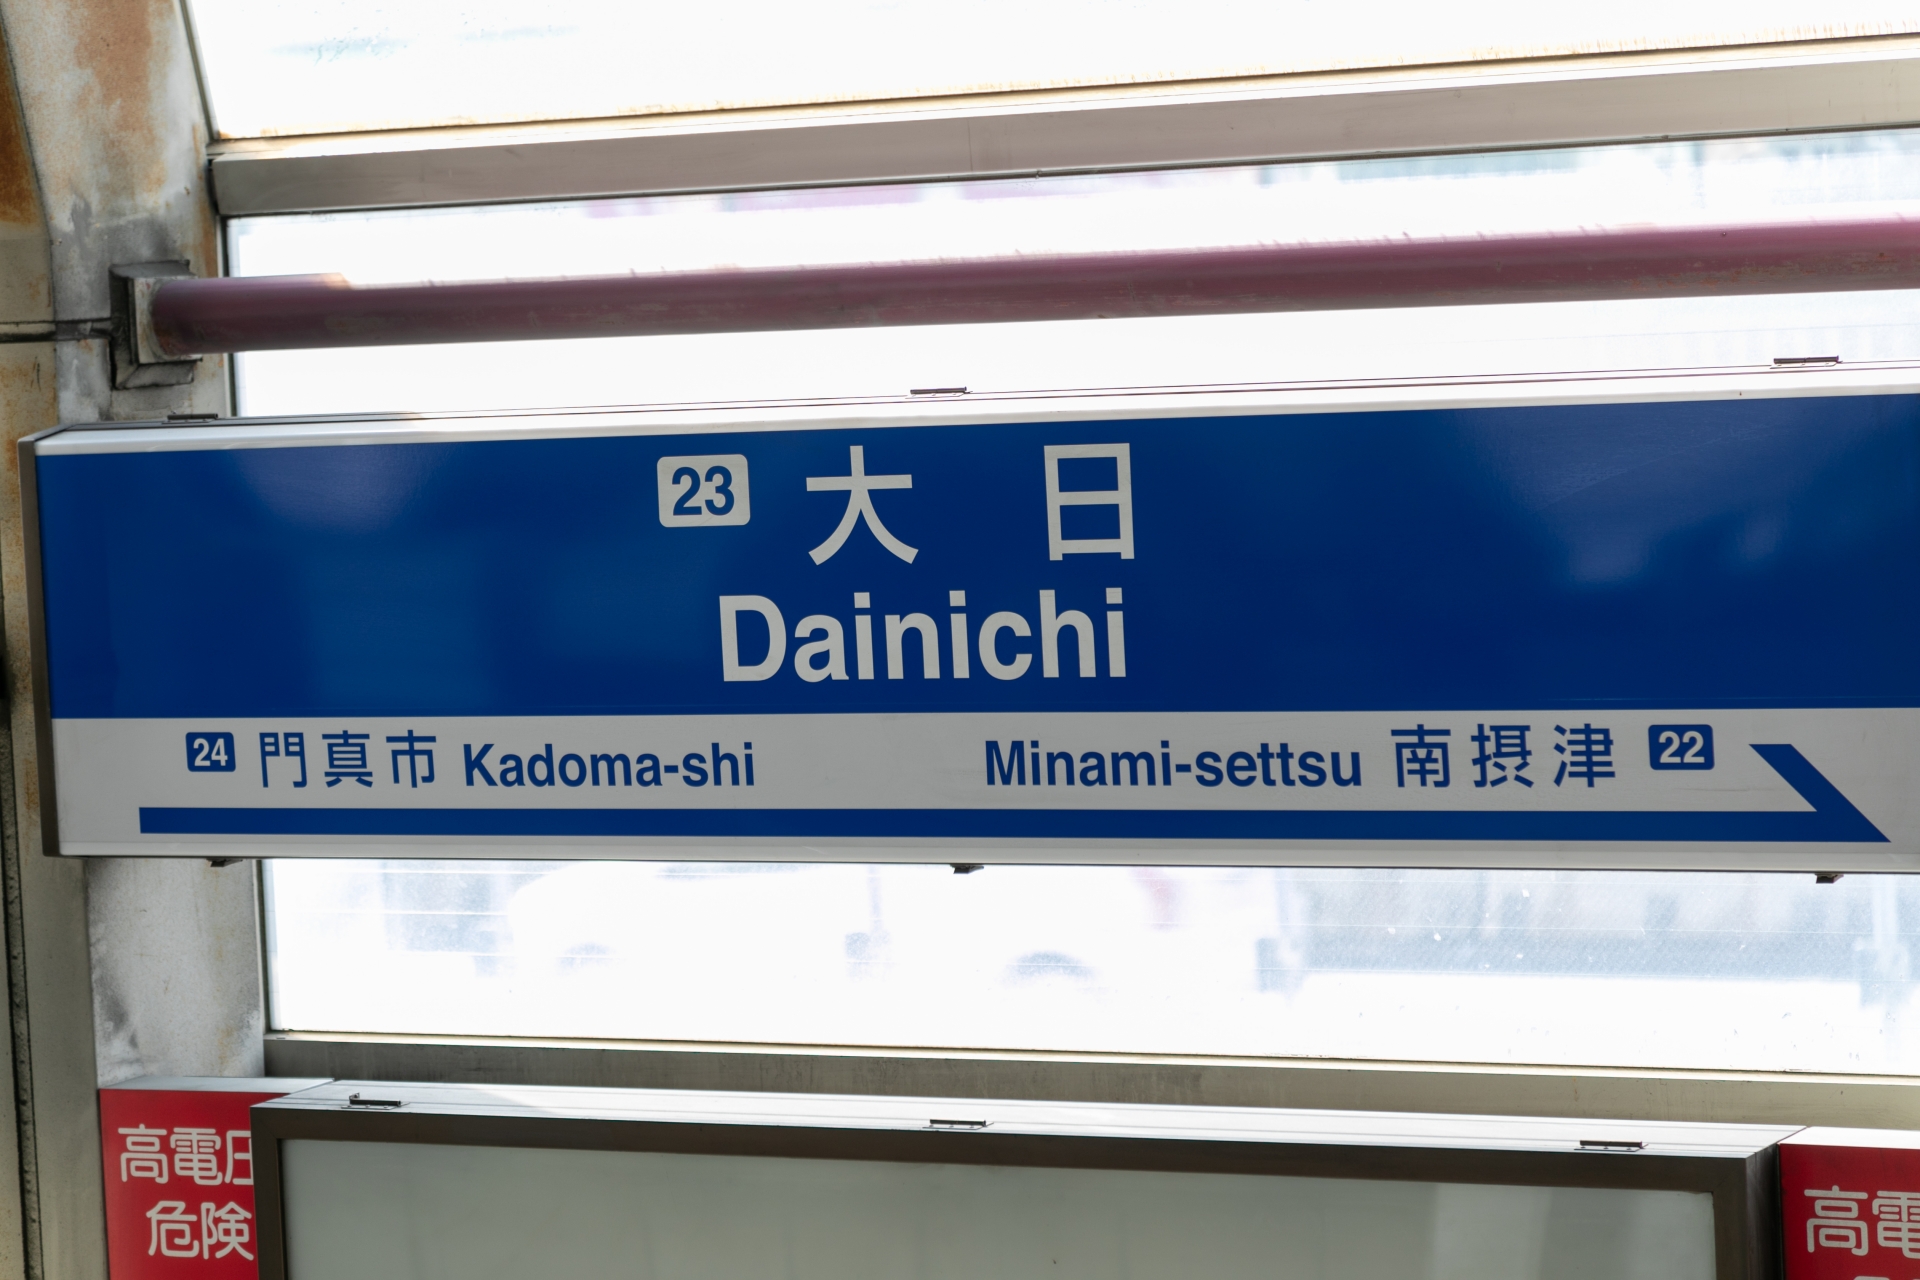 23 大日
Dainichi
24 門真市 Kadoma-shi
Minami-settsu 南摂津 22
高電圧
危険
高電